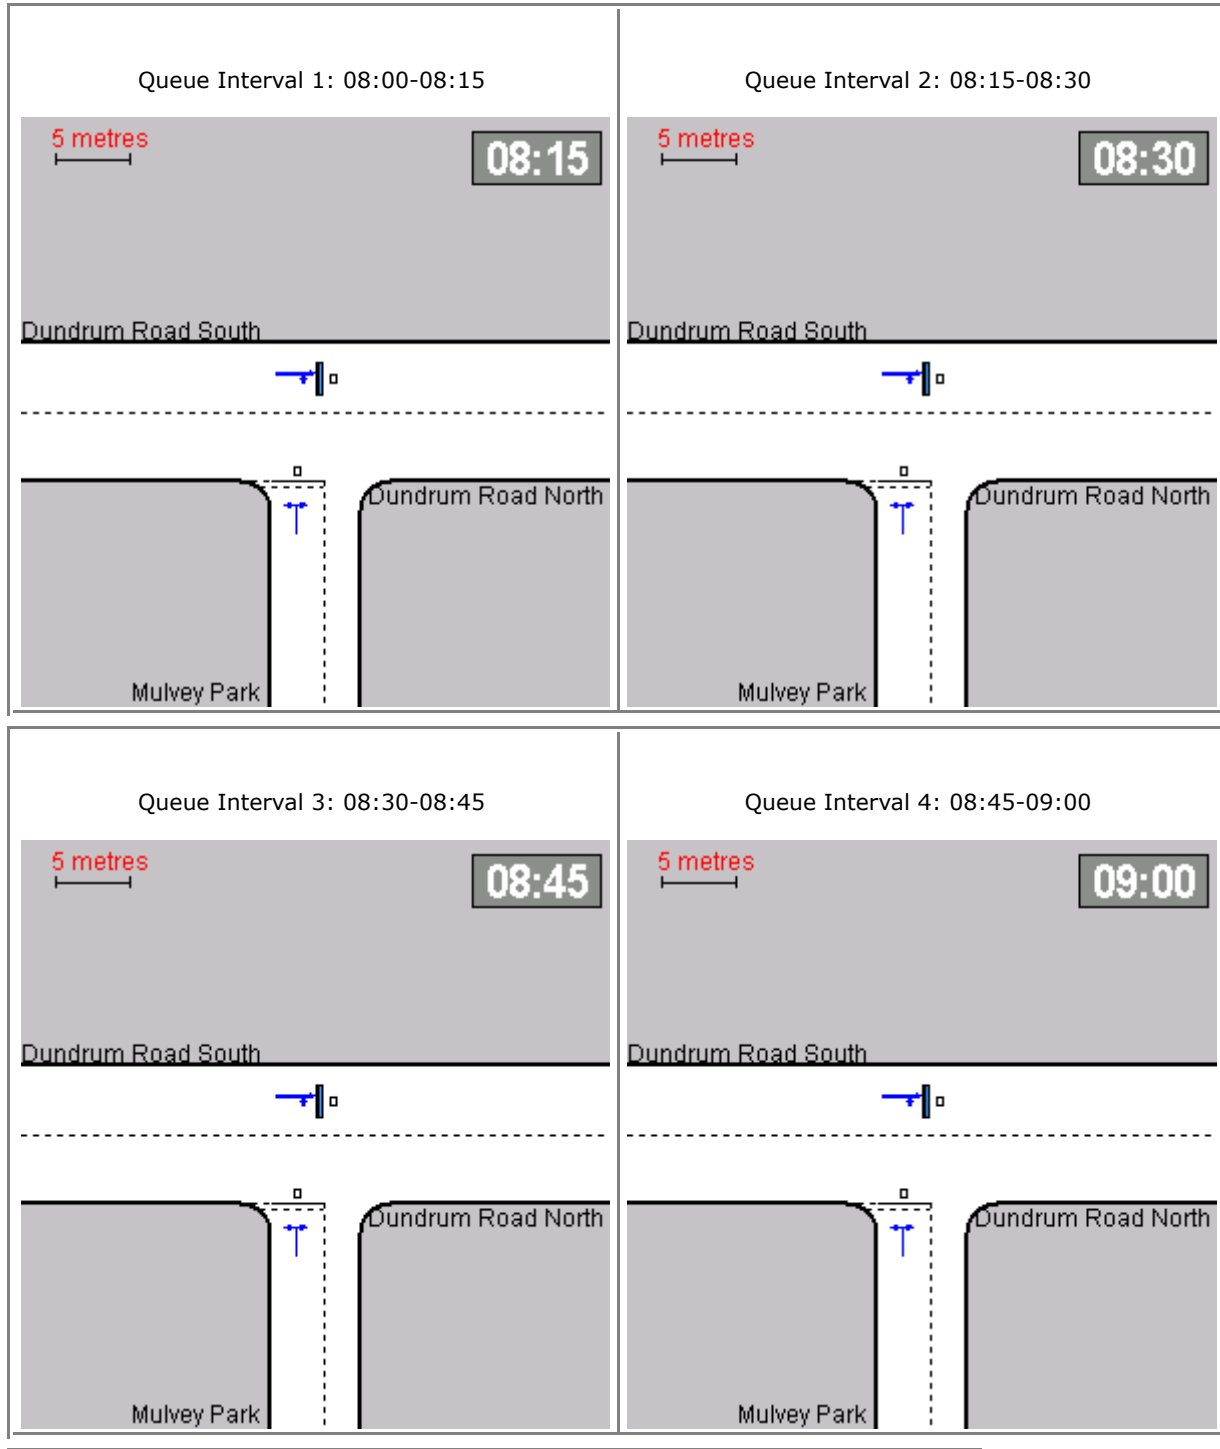 Queue Interval 1: 08:00-08:15
5 metres
08:15
Dundrum Road South
Dundrum Road North
Mulvey Park
Queue Interval 2: 08:15-08:30
5 metres
08:30
Dundrum Road South
Dundrum Road North
Mulvey Park
Queue Interval 3: 08:30-08:45
5 metres
08:45
Dundrum Road South
Dundrum Road North
Mulvey Park
Queue Interval 4: 08:45-09:00
5 metres
09:00
Dundrum Road South
Dundrum Road North
Mulvey Park